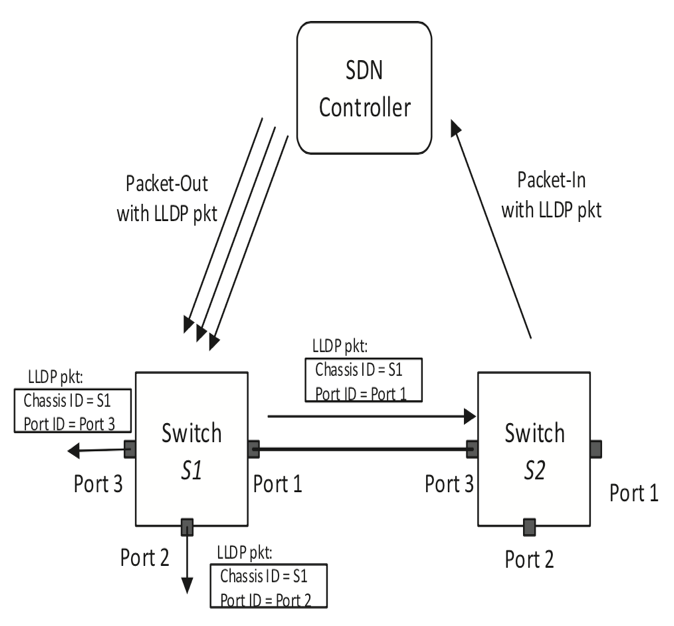 SDN
Controller
Packet-Out
with LLDP pkt
Packet-In
with LLDP pkt
LLDP pkt:
Chassis ID = S1
Port ID = Port 1
LLDP pkt:
Chassis ID = S1
Port ID = Port 3
Switch
S1
Switch
S2
Port 3
Port 1
Port 3
Port 1
Port 2
LLDP pkt:
Chassis ID = S1
Port ID = Port 2
Port 2